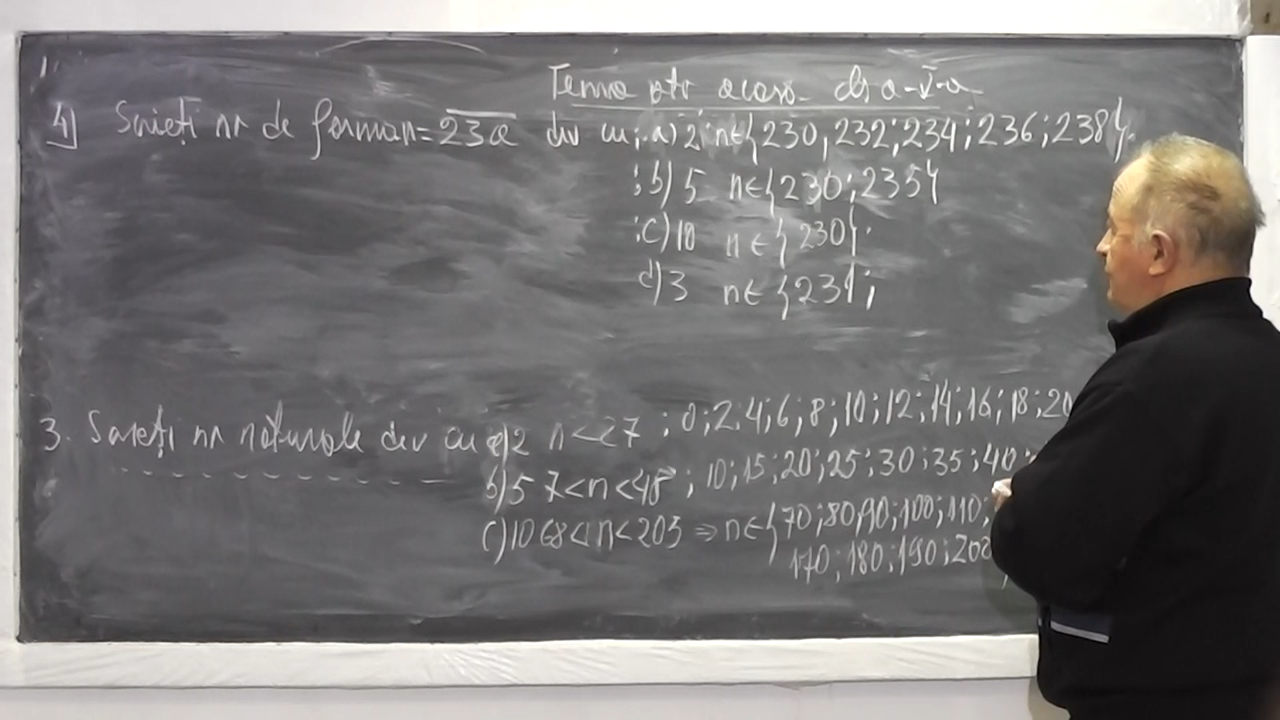 Tema ptr acasa cls a-V-a
4) Scrieți nr de forma n=23a div cu: a) 2; n∈{230;232;234;236;238}.
;b) 5 n∈{230;235}
;c) 10 n∈{230}.
d) 3 n∈{231;
3. Scrieți nr naturale div cu a) 2 n<27 ; 0;2;4;6;8;10;12;14;16;18;20
b) 5 7<n<48 ; 10;15;20;25;30;35;40;
c) 10 68<n<203 ⇒ n∈{70;80;90;100;110;
170;180;190;200